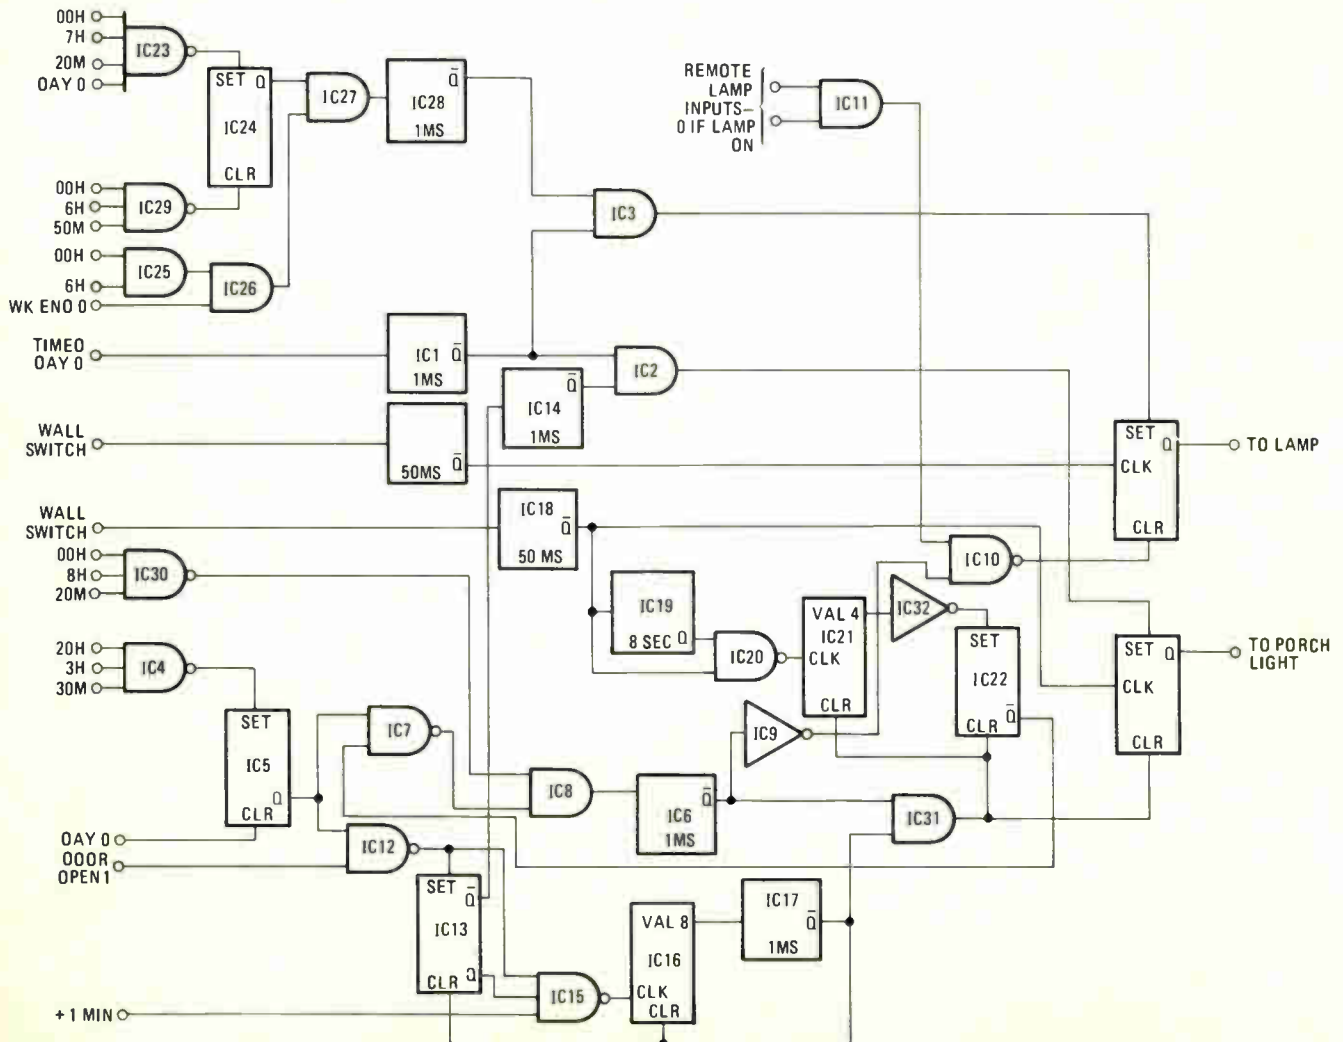 00H
7H
20M
DAY 0
IC23
SET Q
IC24
CLR
IC27
Q̅
IC28
1MS
REMOTE
LAMP
INPUTS–
0 IF LAMP
ON
IC11
00H
6H
50M
IC29
00H
6H
WK END 0
IC25
IC26
IC3
TIMED
DAY 0
IC1 Q̅
1MS
IC2
Q̅
IC14
1MS
WALL
SWITCH
50MS Q̅
SET
Q
CLK
CLR
TO LAMP
WALL
SWITCH
IC18
Q̅
50 MS
00H
8H
20M
IC30
IC10
IC19
8 SEC Q
IC20
VAL 4
IC21
CLK
CLR
IC32
SET
IC22
CLR Q̅
SET Q
CLK
CLR
TO PORCH
LIGHT
20H
3H
30M
IC4
SET
IC5
Q
CLR
IC7
IC9
IC8
Q̅
IC6
1MS
IC31
DAY 0
DOOR
OPEN 1
IC12
SET Q̅
IC13
CLR Q
VAL 8
IC16
CLK
CLR
IC17
Q̅
1MS
IC15
+1 MIN